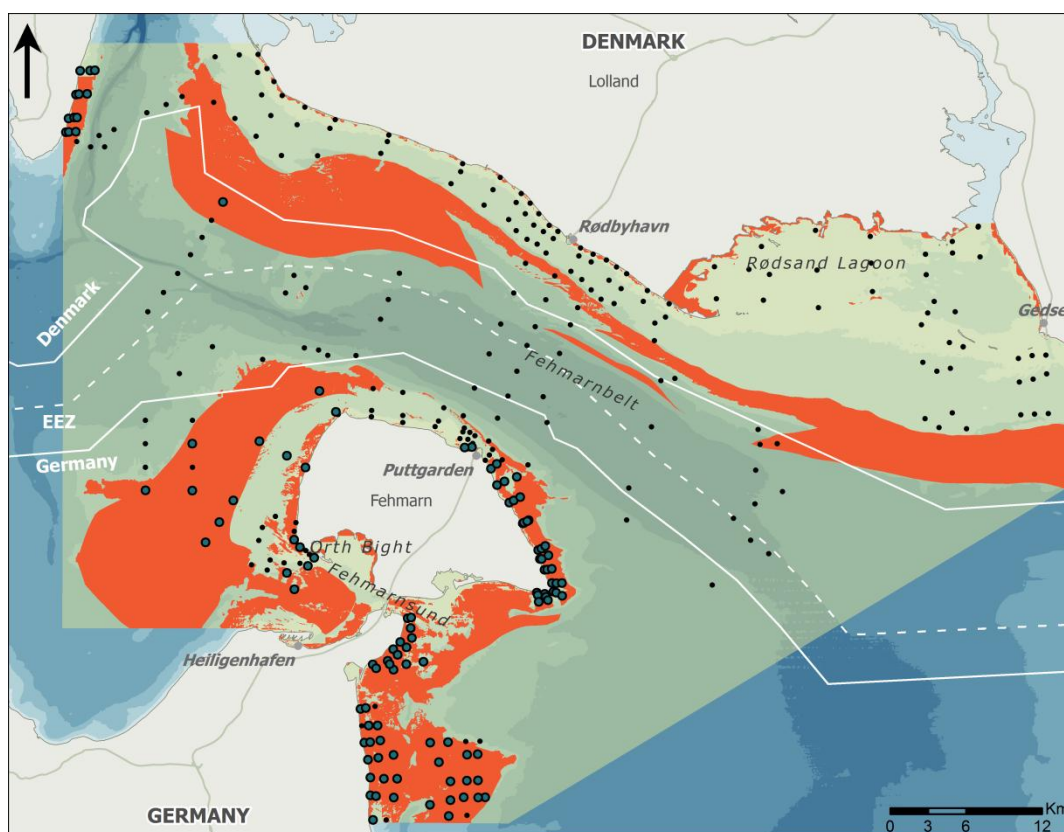 DENMARK
Lolland
Rødbyhavn
Rødsand Lagoon
Gedse
Denmark
Fehmarnbelt
EEZ
Germany
Puttgarden
Fehmarn
Orth Bight
Fehmarnsund
Heiligenhafen
GERMANY
Km
0 3 6 12